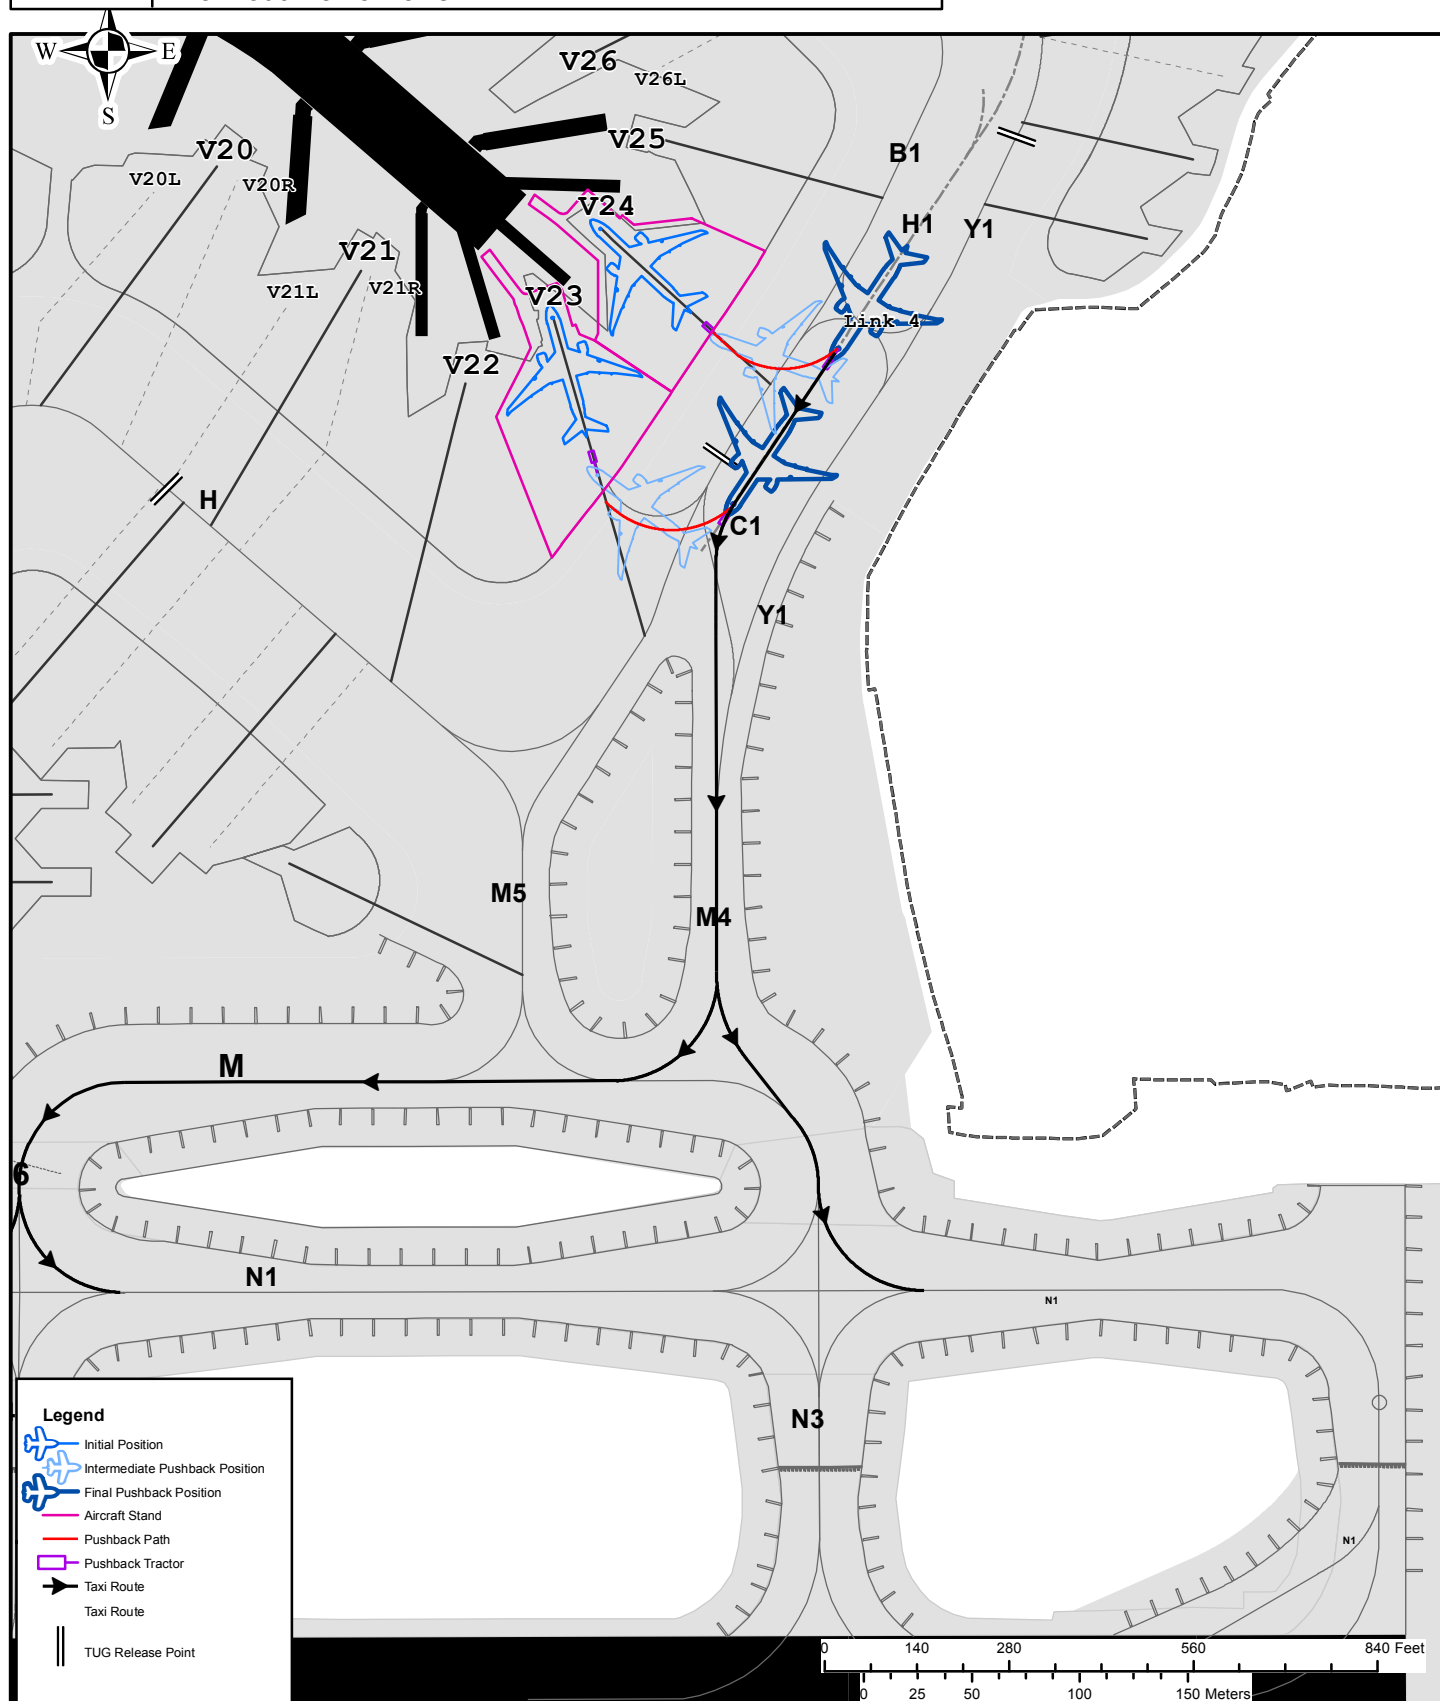 W E
S
V26
V26L
V25
V20
V20L
V20R
V24
B1
H1
Y1
V21
V21L
V21R
V23
Link 4
V22
H
C1
Y1
M5
M4
M
6
N1
N1
N3
N1
Legend
Initial Position
Intermediate Pushback Position
Final Pushback Position
Aircraft Stand
Pushback Path
Pushback Tractor
Taxi Route
Taxi Route
TUG Release Point
0 140 280 560 840 Feet
0 25 50 100 150 Meters